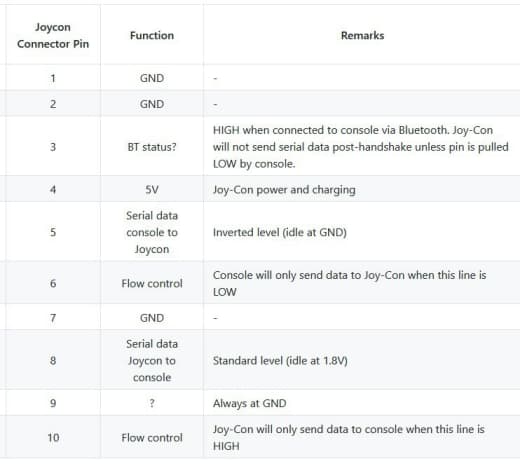 Joycon
Connector Pin
Function
Remarks
1
GND
-
2
GND
-
3
BT status?
HIGH when connected to console via Bluetooth. Joy-Con
will not send serial data post-handshake unless pin is pulled
LOW by console.
4
5V
Joy-Con power and charging
5
Serial data
console to
Joycon
Inverted level (idle at GND)
6
Flow control
Console will only send data to Joy-Con when this line is
LOW
7
GND
-
8
Serial data
Joycon to
console
Standard level (idle at 1.8V)
9
?
Always at GND
10
Flow control
Joy-Con will only send data to console when this line is
HIGH